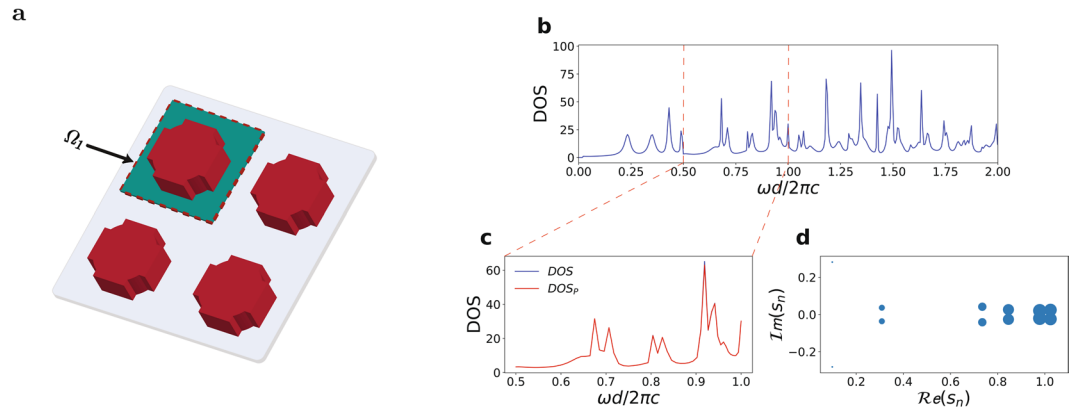 a
Ω₁
b
DOS
100
75
50
25
0
0.00 0.25 0.50 0.75 1.00 1.25 1.50 1.75 2.00
ωd/2πc
c
DOS
60
40
20
0
DOS
DOSₚ
0.5 0.6 0.7 0.8 0.9 1.0
ωd/2πc
d
ℐm(sₙ)
0.2
0.0
−0.2
0.2 0.4 0.6 0.8 1.0
ℛe(sₙ)